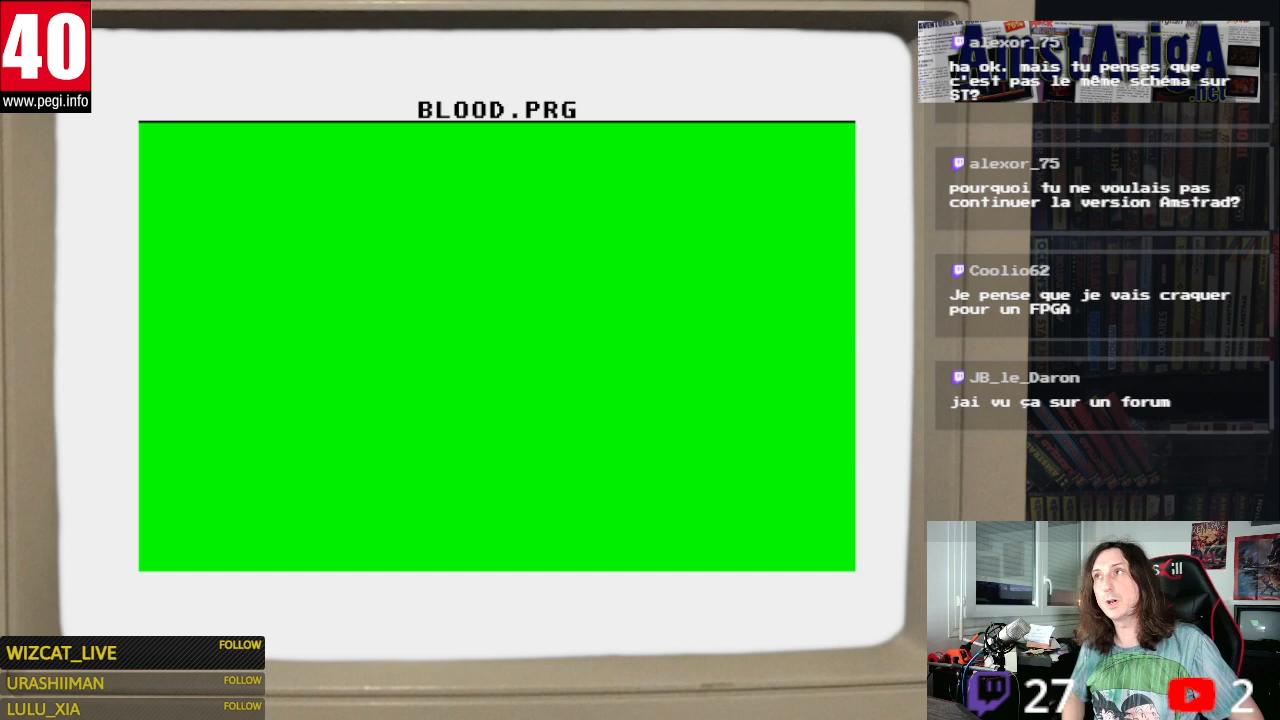 40
www.pegi.info
BLOOD.PRG
AmstArigA
.net
alexor_75
ha ok. mais tu penses que
c'est pas le même schéma sur
ST?
alexor_75
pourquoi tu ne voulais pas
continuer la version Amstrad?
Coolio62
Je pense que je vais craquer
pour un FPGA
JB_le_Daron
jai vu ça sur un forum
WIZCAT_LIVE FOLLOW
URASHIIMAN FOLLOW
LULU_XIA FOLLOW
27
2